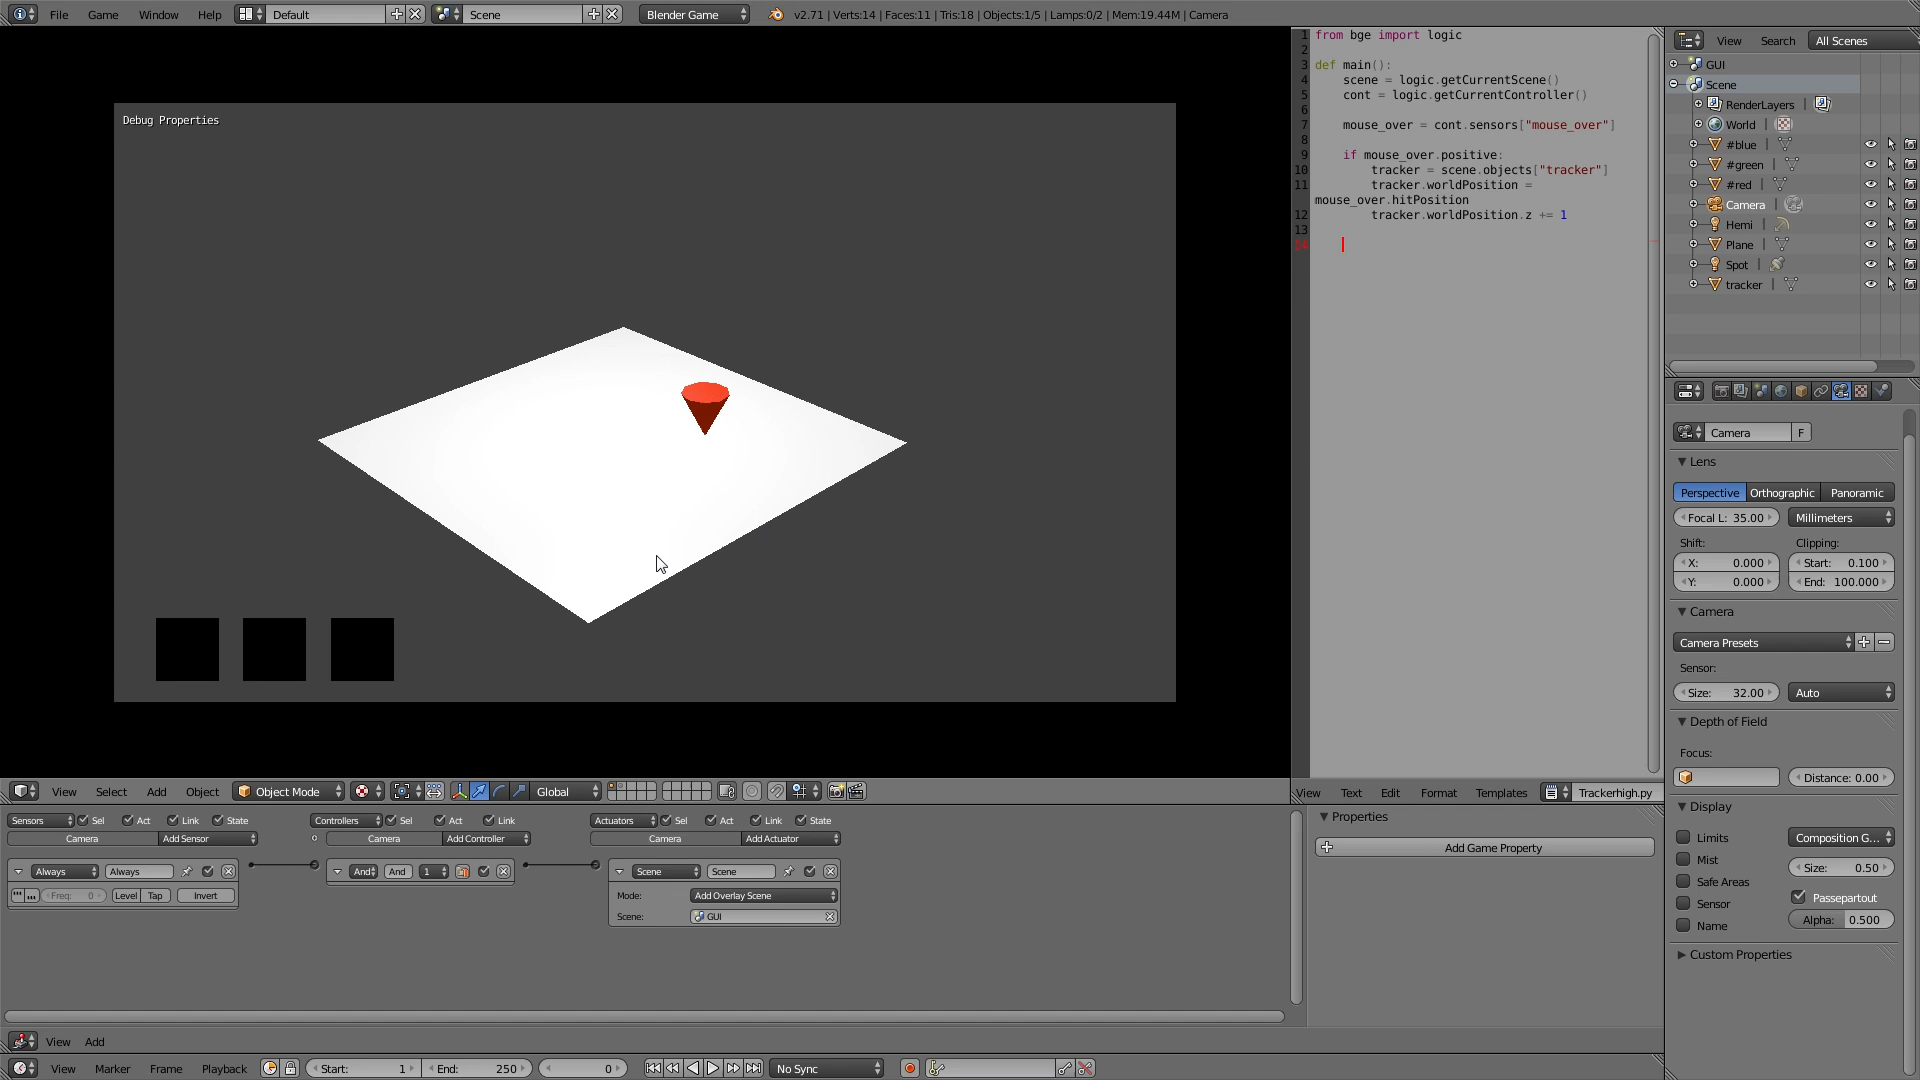 File Game Window Help Default Scene Blender Game v2.71 | Verts:14 | Faces:11 | Tris:18 | Objects:1/5 | Lamps:0/2 | Mem:19.44M | Camera
Debug Properties
1 from bge import logic
2
3 def main():
4 scene = logic.getCurrentScene()
5 cont = logic.getCurrentController()
6
7 mouse_over = cont.sensors["mouse_over"]
8
9 if mouse_over.positive:
10 tracker = scene.objects["tracker"]
11 tracker.worldPosition =
mouse_over.hitPosition
12 tracker.worldPosition.z += 1
13
14
View Search All Scenes
GUI
Scene
RenderLayers |
World |
#blue |
#green |
#red |
Camera |
Hemi |
Plane |
Spot |
tracker |
Camera F
Lens
Perspective Orthographic Panoramic
Focal L: 35.00 Millimeters
Shift: Clipping:
X: 0.000 Start: 0.100
Y: 0.000 End: 100.000
Camera
Camera Presets
Sensor:
Size: 32.00 Auto
Depth of Field
Focus:
Distance: 0.00
Display
Limits Composition G...
Mist
Size: 0.50
Safe Areas
Passepartout
Sensor
Alpha: 0.500
Name
Custom Properties
View Select Add Object Object Mode Global
View Text Edit Format Templates Trackerhigh.py
Sensors Sel Act Link State Controllers Sel Act Link Actuators Sel Act Link State
Camera Add Sensor Camera Add Controller Camera Add Actuator
Always Always And And 1 Scene Scene
Freq: 0 Level Tap Invert Mode: Add Overlay Scene
Scene: GUI
Properties
Add Game Property
View Add
View Marker Frame Playback Start: 1 End: 250 0 No Sync